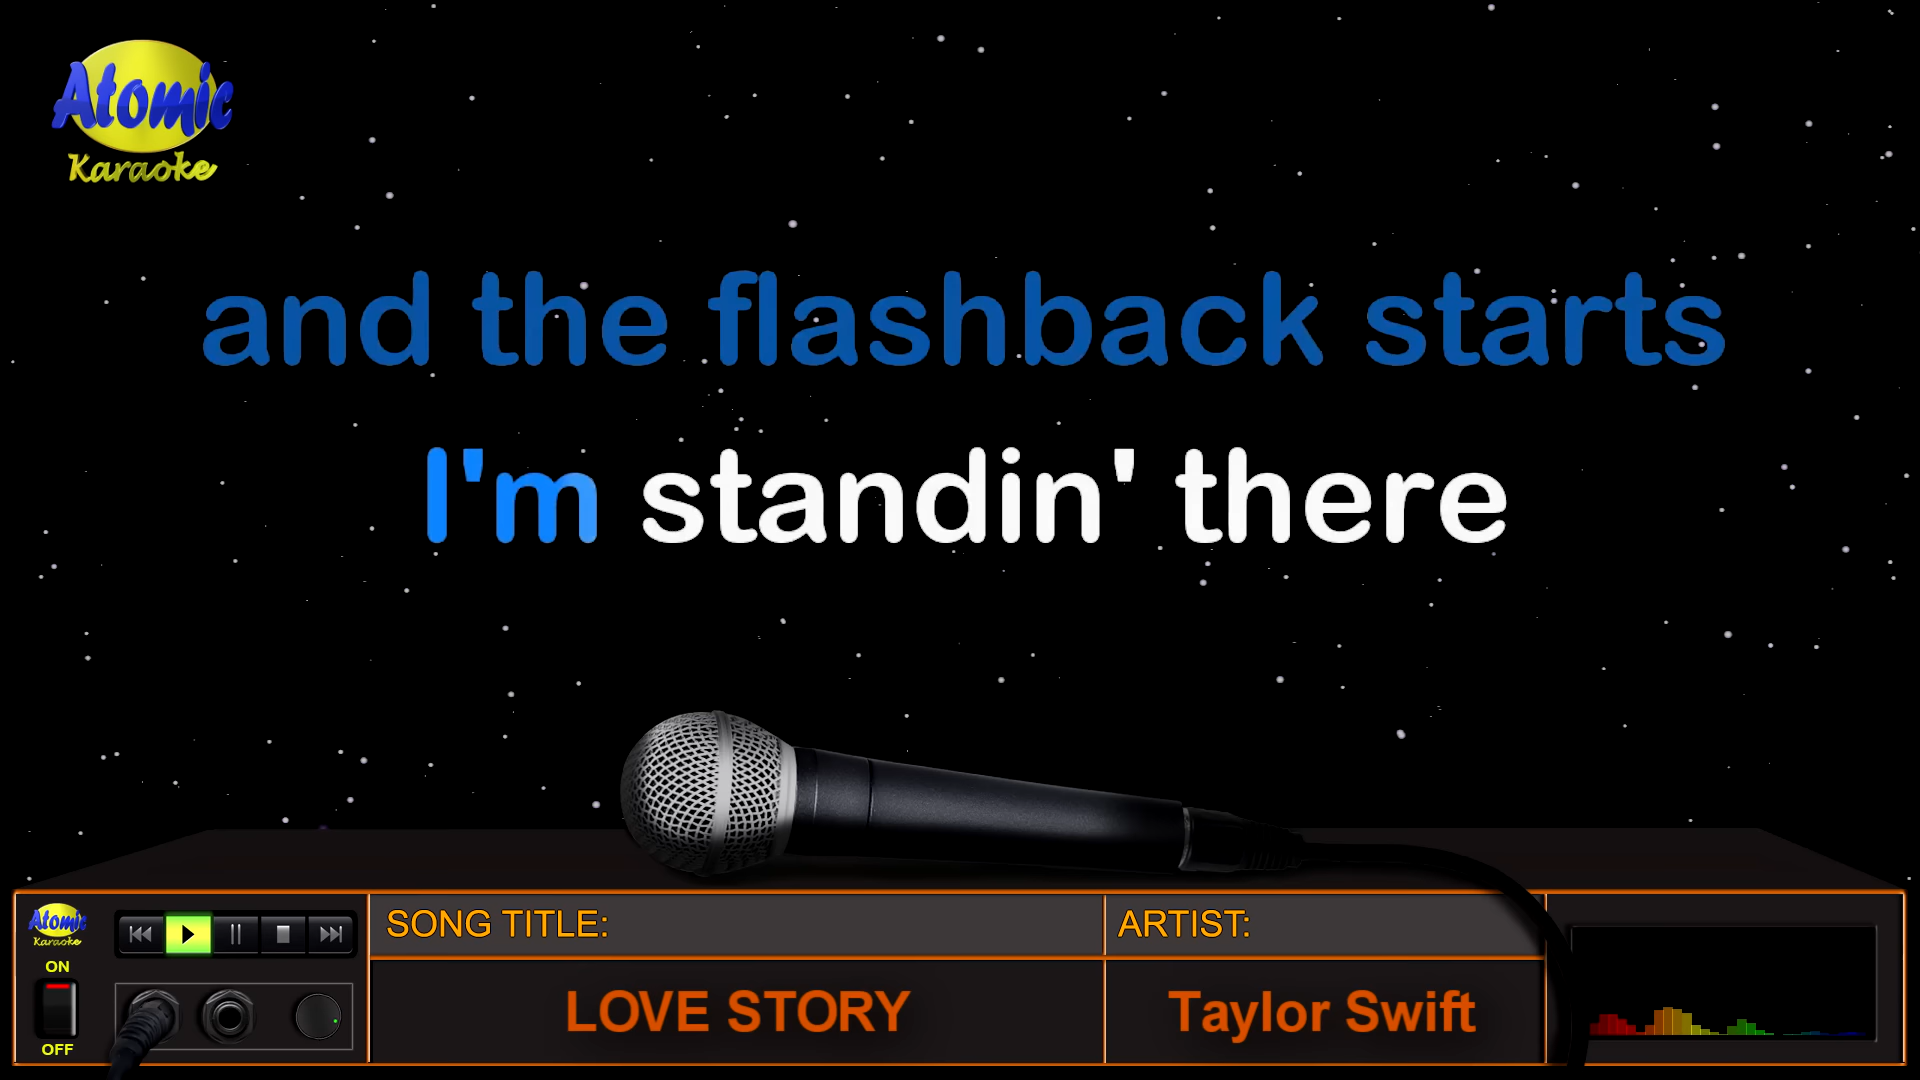 Atomic
Karaoke
and the flashback starts
I'm standin' there
Atomic
Karaoke
ON
OFF
SONG TITLE:
LOVE STORY
ARTIST:
Taylor Swift